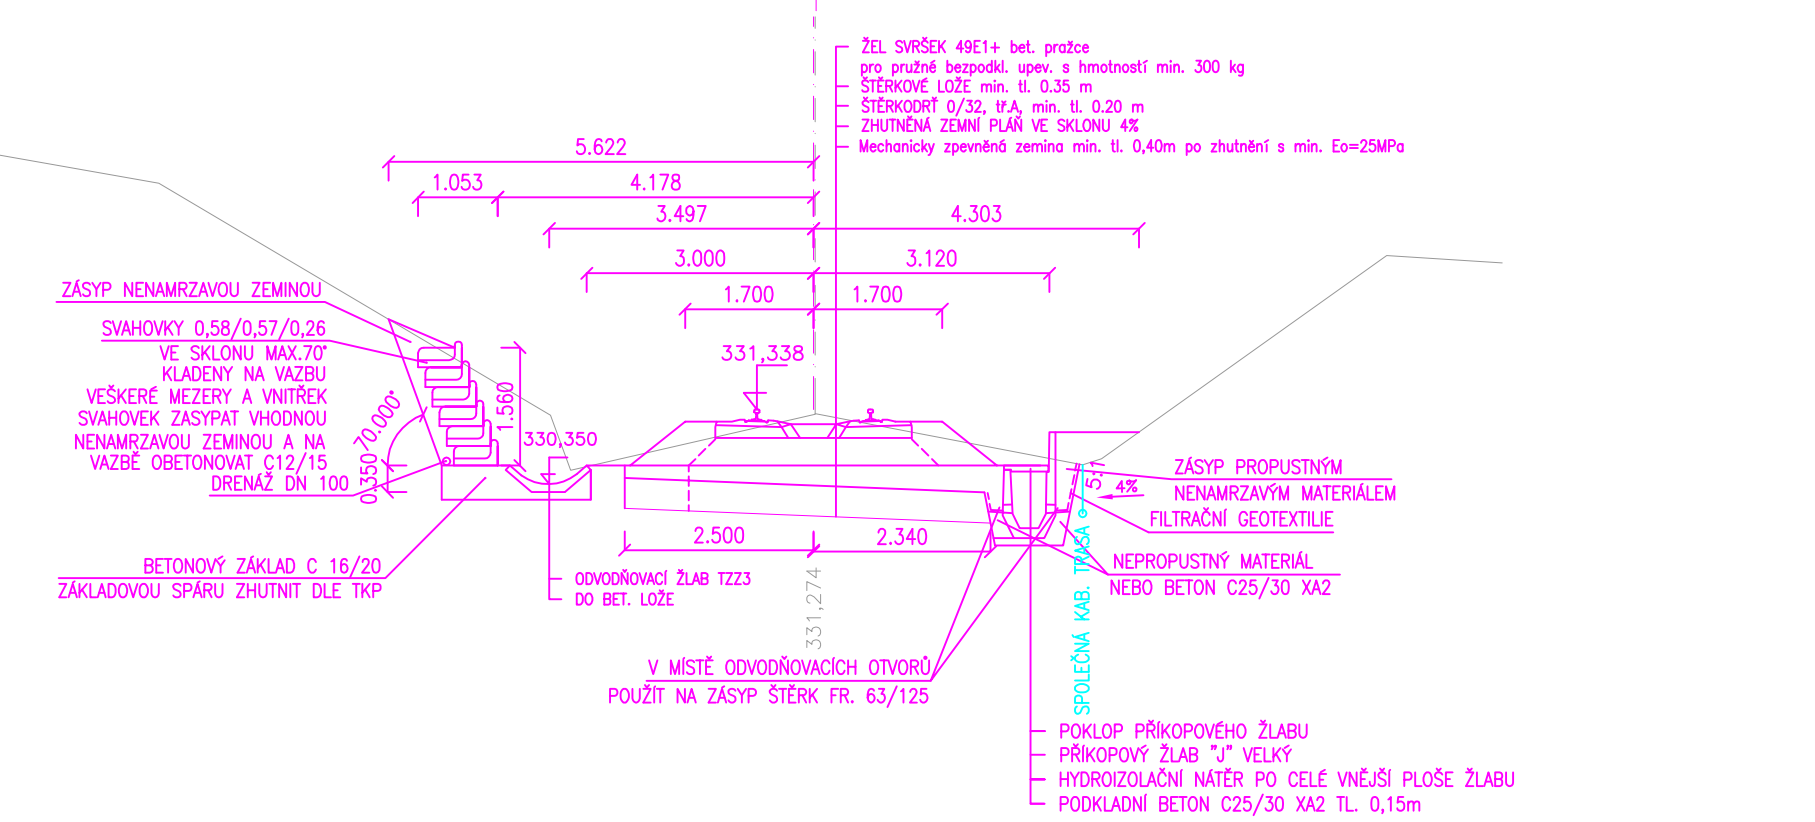 ŽEL SVRŠEK 49E1+ bet. pražce
pro pružné bezpodkl. upev. s hmotností min. 300 kg
ŠTĚRKOVÉ LOŽE min. tl. 0.35 m
ŠTĚRKODRŤ 0/32, tř.A, min. tl. 0.20 m
ZHUTNĚNÁ ZEMNÍ PLÁŇ VE SKLONU 4%
Mechanicky zpevněná zemina min. tl. 0,40m po zhutnění s min. Eo=25MPa
5.622
1.053
4.178
3.497
4.303
3.000
3.120
1.700
1.700
331,338
ZÁSYP NENAMRZAVOU ZEMINOU
SVAHOVKY 0,58/0,57/0,26
VE SKLONU MAX.70°
KLADENY NA VAZBU
VEŠKERÉ MEZERY A VNITŘEK
SVAHOVEK ZASYPAT VHODNOU
NENAMRZAVOU ZEMINOU A NA
VAZBĚ OBETONOVAT C12/15
DRENÁŽ DN 100
70.000°
0.350
1.560
330,350
BETONOVÝ ZÁKLAD C 16/20
ZÁKLADOVOU SPÁRU ZHUTNIT DLE TKP
ODVODŇOVACÍ ŽLAB TZZ3
DO BET. LOŽE
2.500
2.340
331,274
5:1
4%
ZÁSYP PROPUSTNÝM
NENAMRZAVÝM MATERIÁLEM
FILTRAČNÍ GEOTEXTILIE
NEPROPUSTNÝ MATERIÁL
NEBO BETON C25/30 XA2
SPOLEČNÁ KAB. TRASA
V MÍSTĚ ODVODŇOVACÍCH OTVORŮ
POUŽÍT NA ZÁSYP ŠTĚRK FR. 63/125
POKLOP PŘÍKOPOVÉHO ŽLABU
PŘÍKOPOVÝ ŽLAB "J" VELKÝ
HYDROIZOLAČNÍ NÁTĚR PO CELÉ VNĚJŠÍ PLOŠE ŽLABU
PODKLADNÍ BETON C25/30 XA2 TL. 0,15m